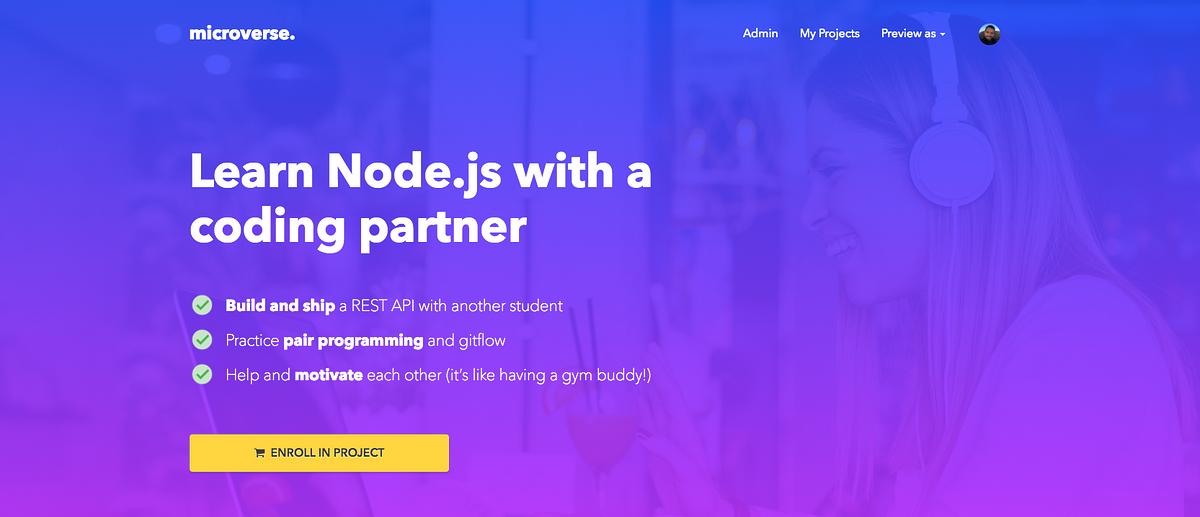 microverse.
Admin
My Projects
Preview as
Learn Node.js with a
coding partner
Build and ship a REST API with another student
Practice pair programming and gitflow
Help and motivate each other (it's like having a gym buddy!)
ENROLL IN PROJECT